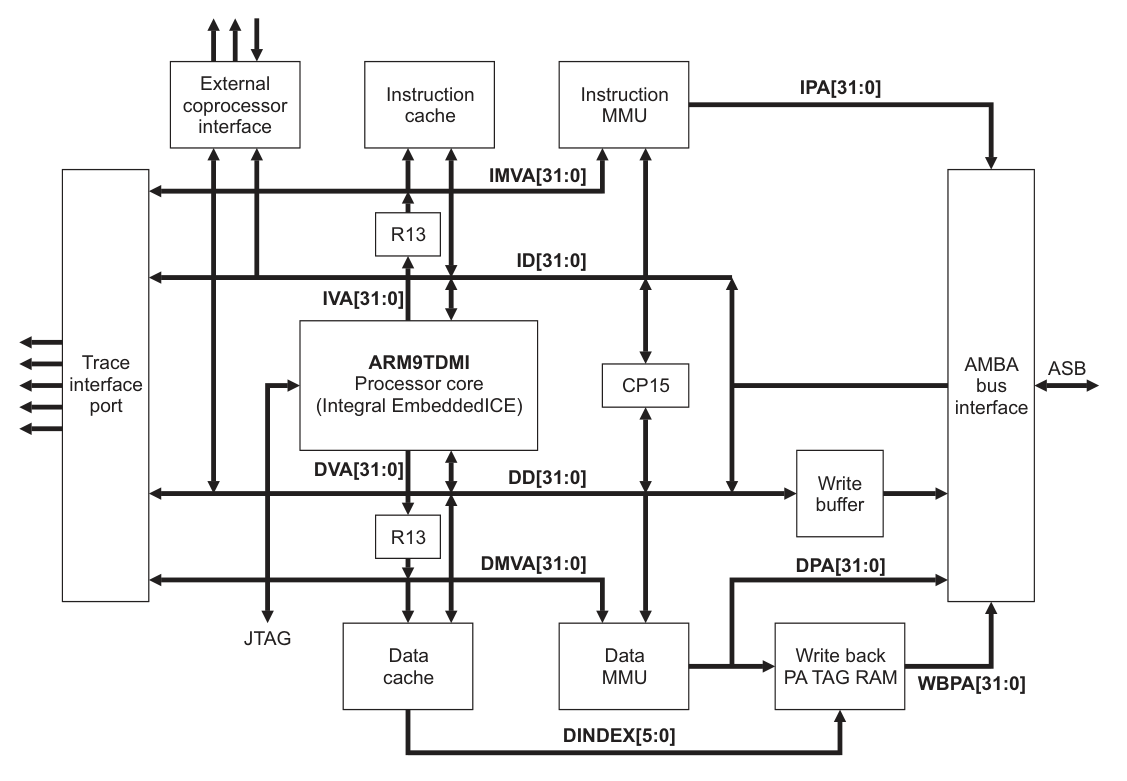 External
coprocessor
interface
Instruction
cache
Instruction
MMU
IPA[31:0]
IMVA[31:0]
R13
ID[31:0]
IVA[31:0]
Trace
interface
port
ARM9TDMI
Processor core
(Integral EmbeddedICE)
CP15
AMBA
bus
interface
ASB
DVA[31:0]
DD[31:0]
Write
buffer
R13
DMVA[31:0]
DPA[31:0]
JTAG
Data
cache
Data
MMU
Write back
PA TAG RAM
WBPA[31:0]
DINDEX[5:0]